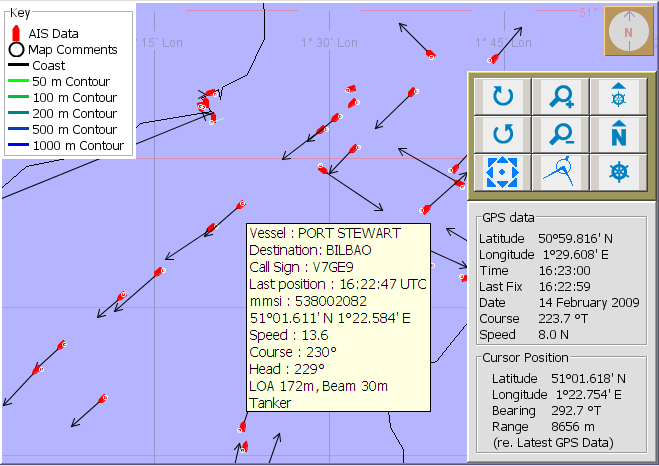 Key
AIS Data
Map Comments
Coast
50 m Contour
100 m Contour
200 m Contour
500 m Contour
1000 m Contour
15' Lon
1° 30' Lon
1° 45' Lon
51°
N
N
Vessel : PORT STEWART
Destination: BILBAO
Call Sign : V7GE9
Last position : 16:22:47 UTC
mmsi : 538002082
51°01.611' N 1°22.584' E
Speed : 13.6
Course : 230°
Head : 229°
LOA 172m, Beam 30m
Tanker
GPS data
Latitude 50°59.816' N
Longitude 1°29.608' E
Time 16:23:00
Last Fix 16:22:59
Date 14 February 2009
Course 223.7 °T
Speed 8.0 N
Cursor Position
Latitude 51°01.618' N
Longitude 1°22.754' E
Bearing 292.7 °T
Range 8656 m
(re. Latest GPS Data)